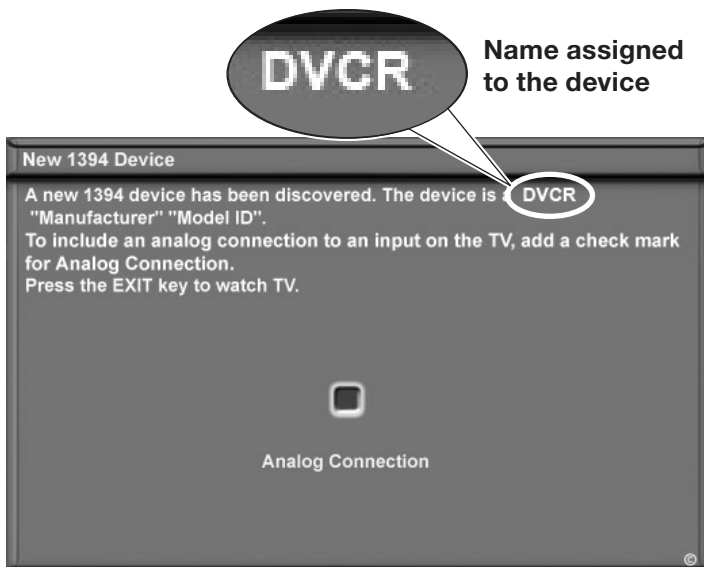 DVCR
Name assigned
to the device
New 1394 Device
A new 1394 device has been discovered. The device is a DVCR
"Manufacturer" "Model ID".
To include an analog connection to an input on the TV, add a check mark
for Analog Connection.
Press the EXIT key to watch TV.
Analog Connection
©